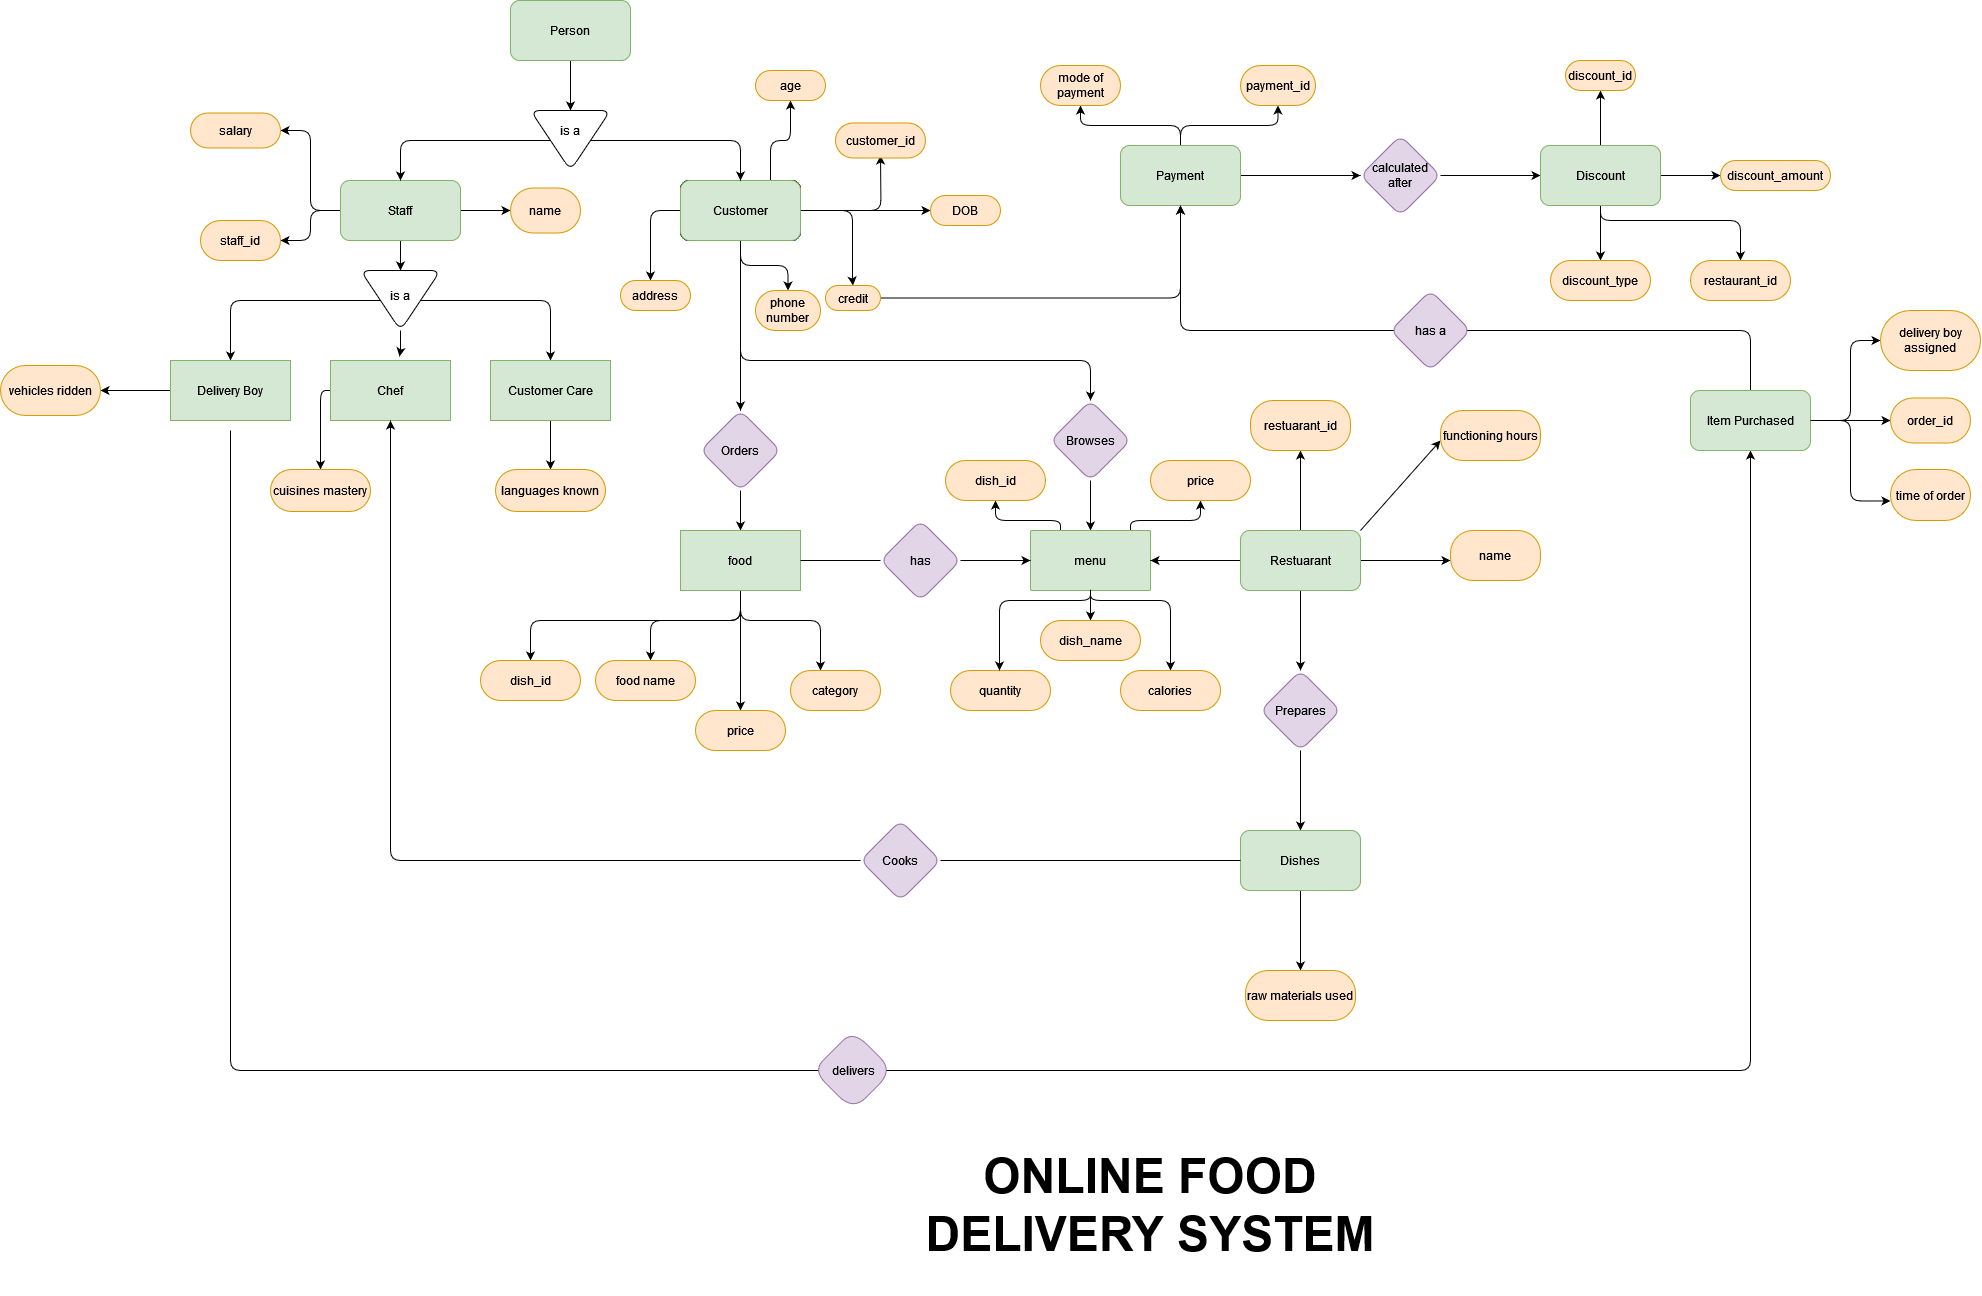 Person
age
mode of
payment
payment_id
discount_id
salary
is a
customer_id
Payment
calculated
after
Discount
discount_amount
Staff
name
Customer
DOB
staff_id
address
phone
number
credit
discount_type
restaurant_id
is a
has a
delivery boy
assigned
vehicles ridden
Delivery Boy
Chef
Customer Care
restuarant_id
functioning hours
Item Purchased
order_id
Orders
Browses
cuisines mastery
languages known
dish_id
price
time of order
food
has
menu
Restuarant
name
dish_id
food name
category
price
dish_name
quantity
calories
Prepares
Cooks
Dishes
raw materials used
delivers
ONLINE FOOD
DELIVERY SYSTEM